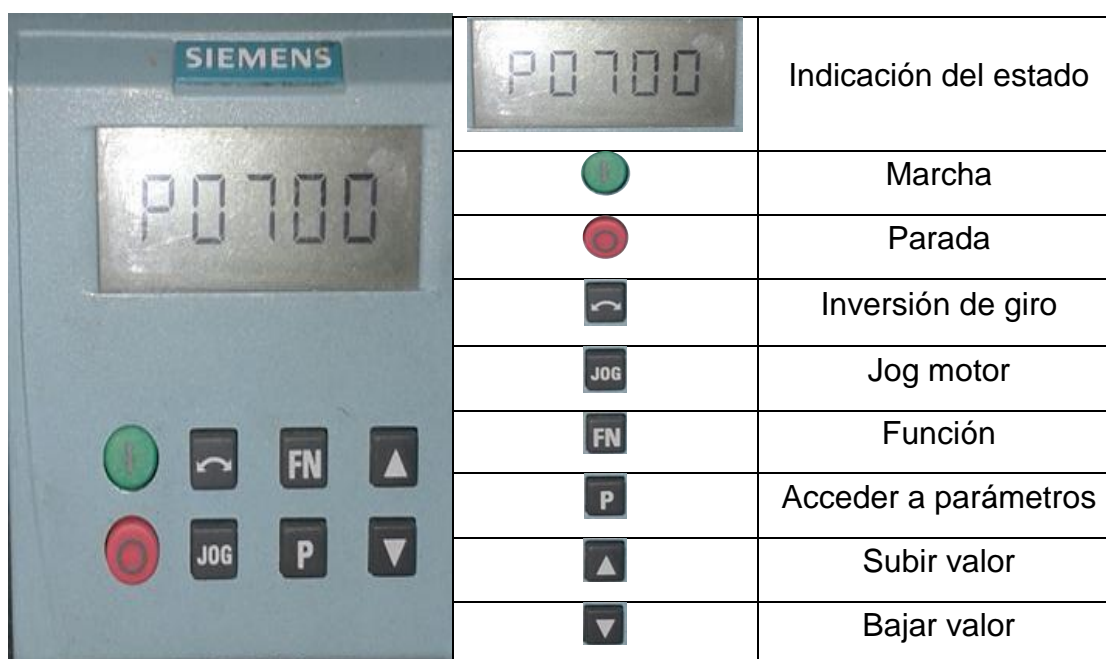 SIEMENS
P0700
FN
JOG
P
P0700
Indicación del estado
Marcha
Parada
Inversión de giro
JOG
Jog motor
FN
Función
P
Acceder a parámetros
Subir valor
Bajar valor